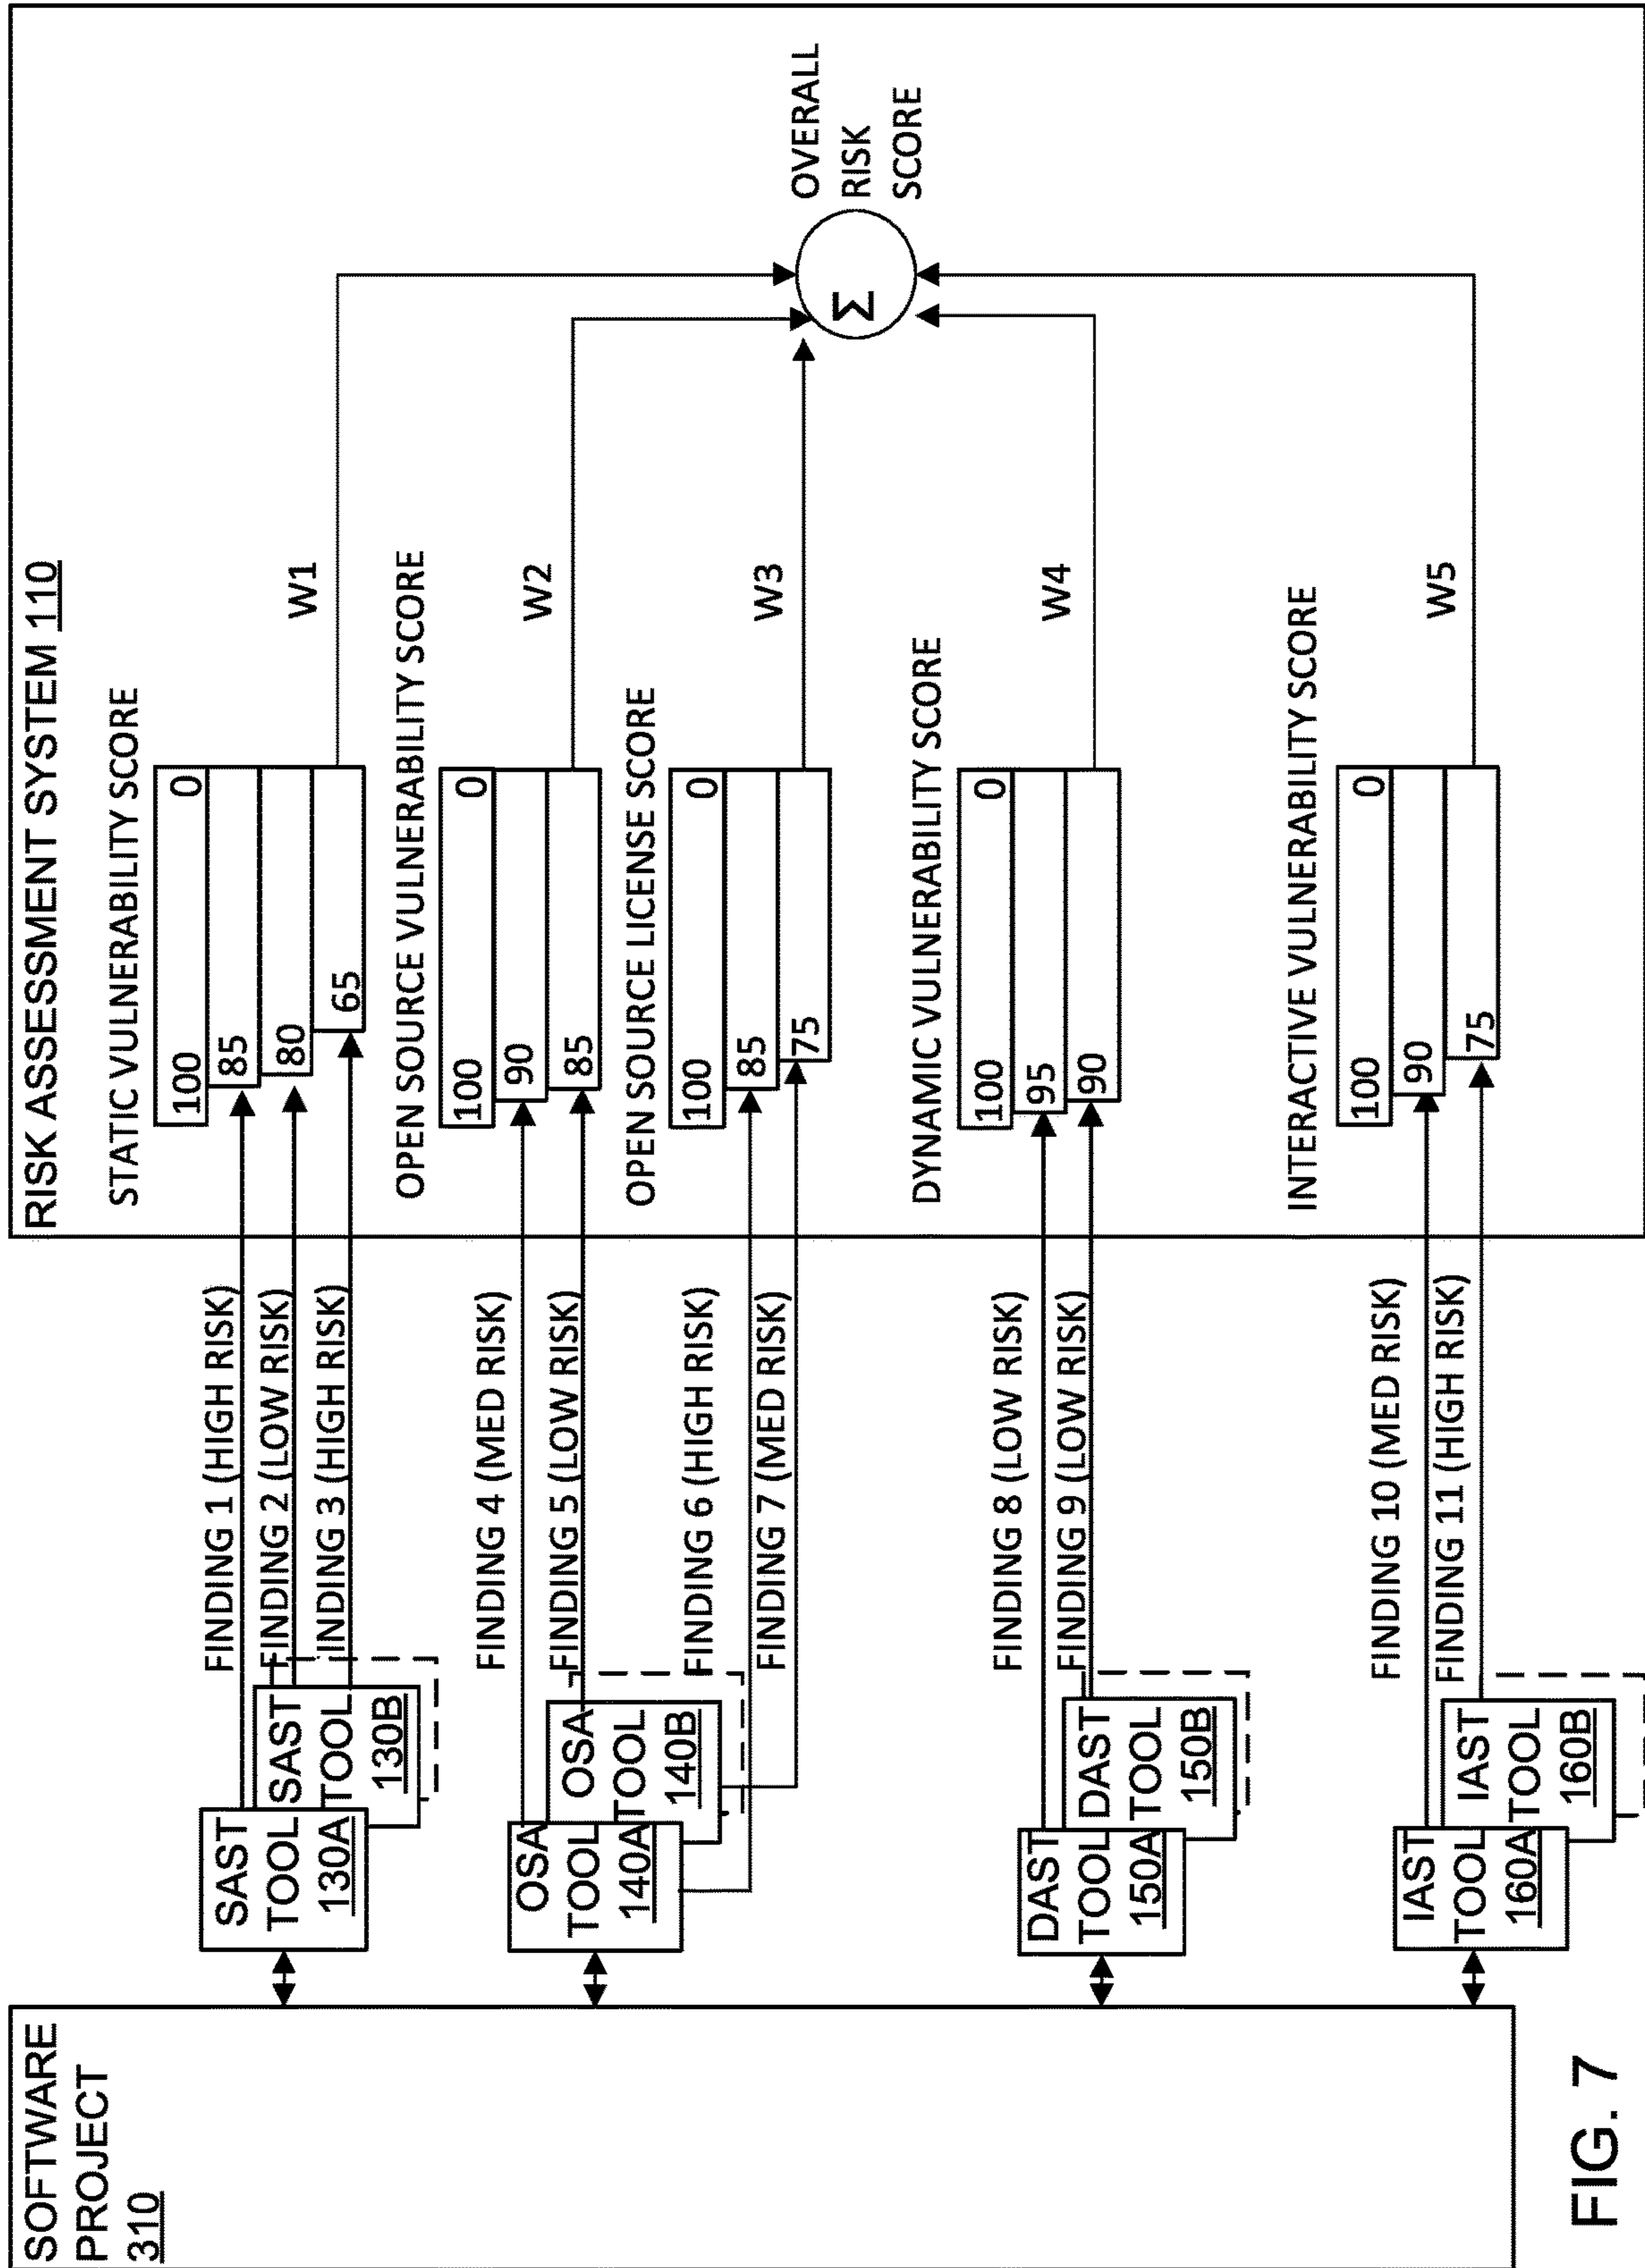 SOFTWARE
PROJECT
310
SAST
TOOL
130A
SAST
TOOL
130B
FINDING 1 (HIGH RISK)
FINDING 2 (LOW RISK)
FINDING 3 (HIGH RISK)
OSA
TOOL
140A
OSA
TOOL
140B
FINDING 4 (MED RISK)
FINDING 5 (LOW RISK)
FINDING 6 (HIGH RISK)
FINDING 7 (MED RISK)
DAST
TOOL
150A
DAST
TOOL
150B
FINDING 8 (LOW RISK)
FINDING 9 (LOW RISK)
IAST
TOOL
160A
IAST
TOOL
160B
FINDING 10 (MED RISK)
FINDING 11 (HIGH RISK)
RISK ASSESSMENT SYSTEM 110
STATIC VULNERABILITY SCORE
100 0
85
80
65
W1
OPEN SOURCE VULNERABILITY SCORE
100 0
90
85
W2
OPEN SOURCE LICENSE SCORE
100 0
85
75
W3
DYNAMIC VULNERABILITY SCORE
100 0
95
90
W4
INTERACTIVE VULNERABILITY SCORE
100 0
90
75
W5
Σ
OVERALL
RISK
SCORE
FIG. 7